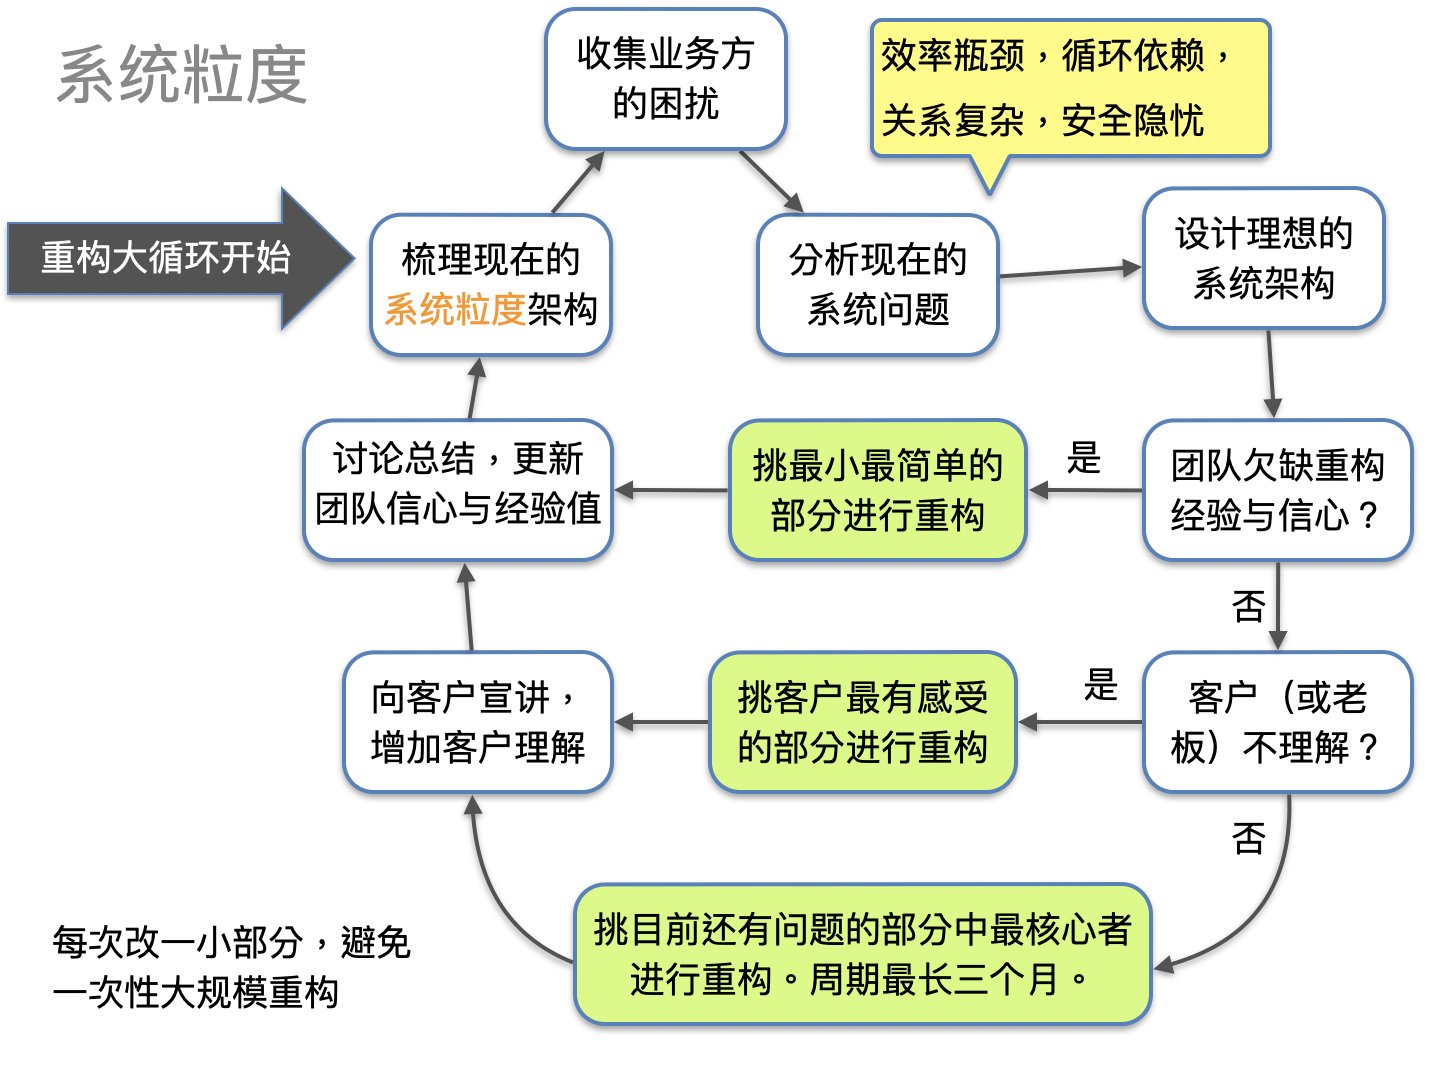 系统粒度
收集业务方
的困扰
效率瓶颈，循环依赖，
关系复杂，安全隐忧
重构大循环开始
梳理现在的
系统粒度架构
分析现在的
系统问题
设计理想的
系统架构
讨论总结，更新
团队信心与经验值
挑最小最简单的
部分进行重构
是
团队欠缺重构
经验与信心？
否
向客户宣讲，
增加客户理解
挑客户最有感受
的部分进行重构
是
客户（或老
板）不理解？
否
挑目前还有问题的部分中最核心者
进行重构。周期最长三个月。
每次改一小部分，避免
一次性大规模重构